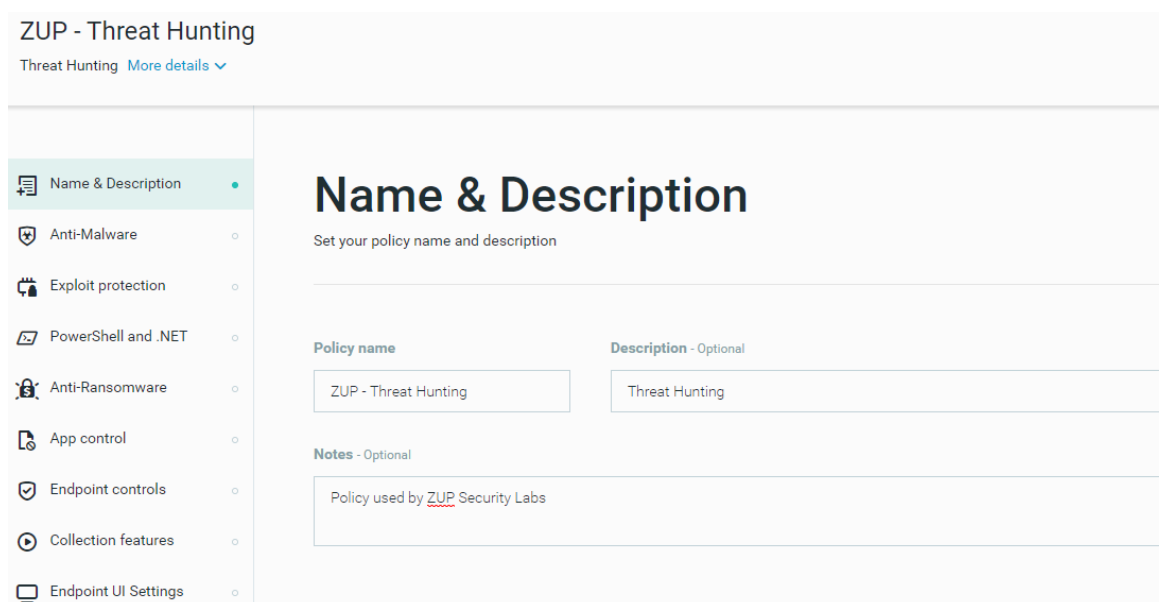 ZUP - Threat Hunting
Threat Hunting More details
Name & Description
Anti-Malware
Exploit protection
PowerShell and .NET
Anti-Ransomware
App control
Endpoint controls
Collection features
Endpoint UI Settings
Name & Description
Set your policy name and description
Policy name
Description - Optional
ZUP - Threat Hunting
Threat Hunting
Notes - Optional
Policy used by ZUP Security Labs